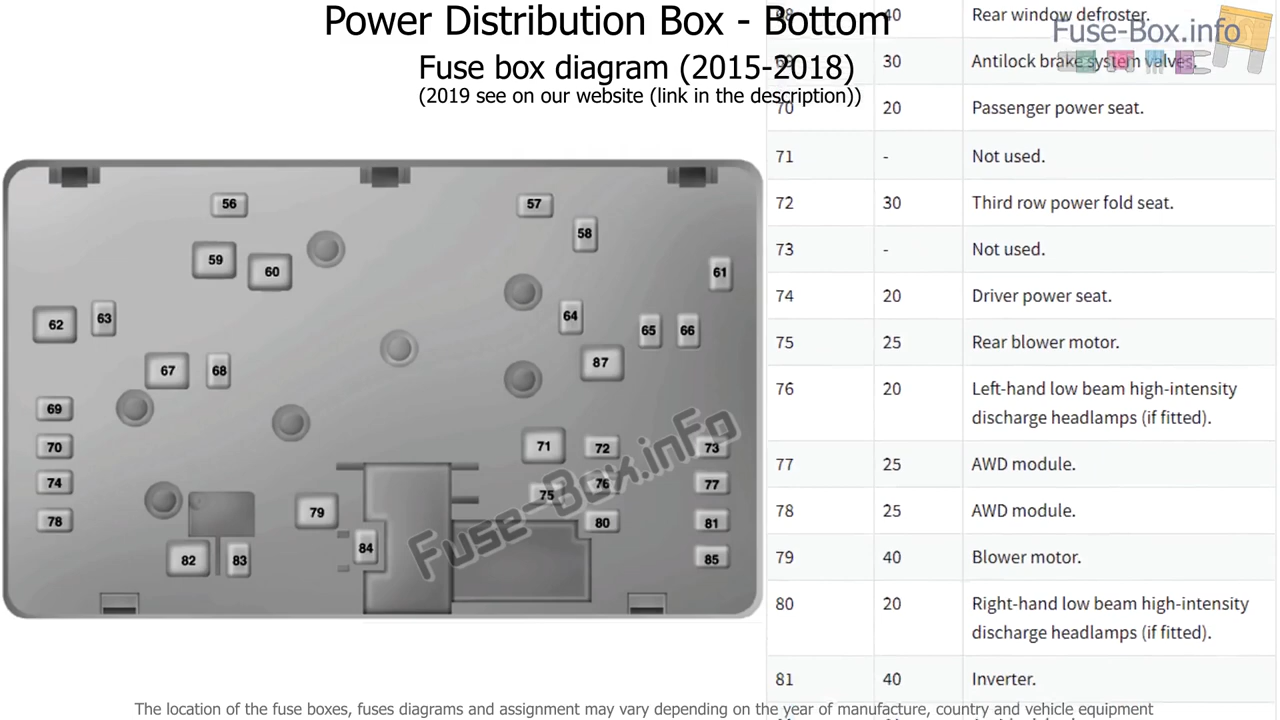 Power Distribution Box - Bottom
Fuse box diagram (2015-2018)
(2019 see on our website (link in the description))
Fuse-Box.info
56
57
58
59
60
61
62
63
64
65
66
67
68
87
69
70
71
72
73
74
75
76
77
78
79
80
81
82
83
84
85
Fuse-Box.inFo
68 40 Rear window defroster.
69 30 Antilock brake system valves.
70 20 Passenger power seat.
71 - Not used.
72 30 Third row power fold seat.
73 - Not used.
74 20 Driver power seat.
75 25 Rear blower motor.
76 20 Left-hand low beam high-intensity
discharge headlamps (if fitted).
77 25 AWD module.
78 25 AWD module.
79 40 Blower motor.
80 20 Right-hand low beam high-intensity
discharge headlamps (if fitted).
81 40 Inverter.
The location of the fuse boxes, fuses diagrams and assignment may vary depending on the year of manufacture, country and vehicle equipment